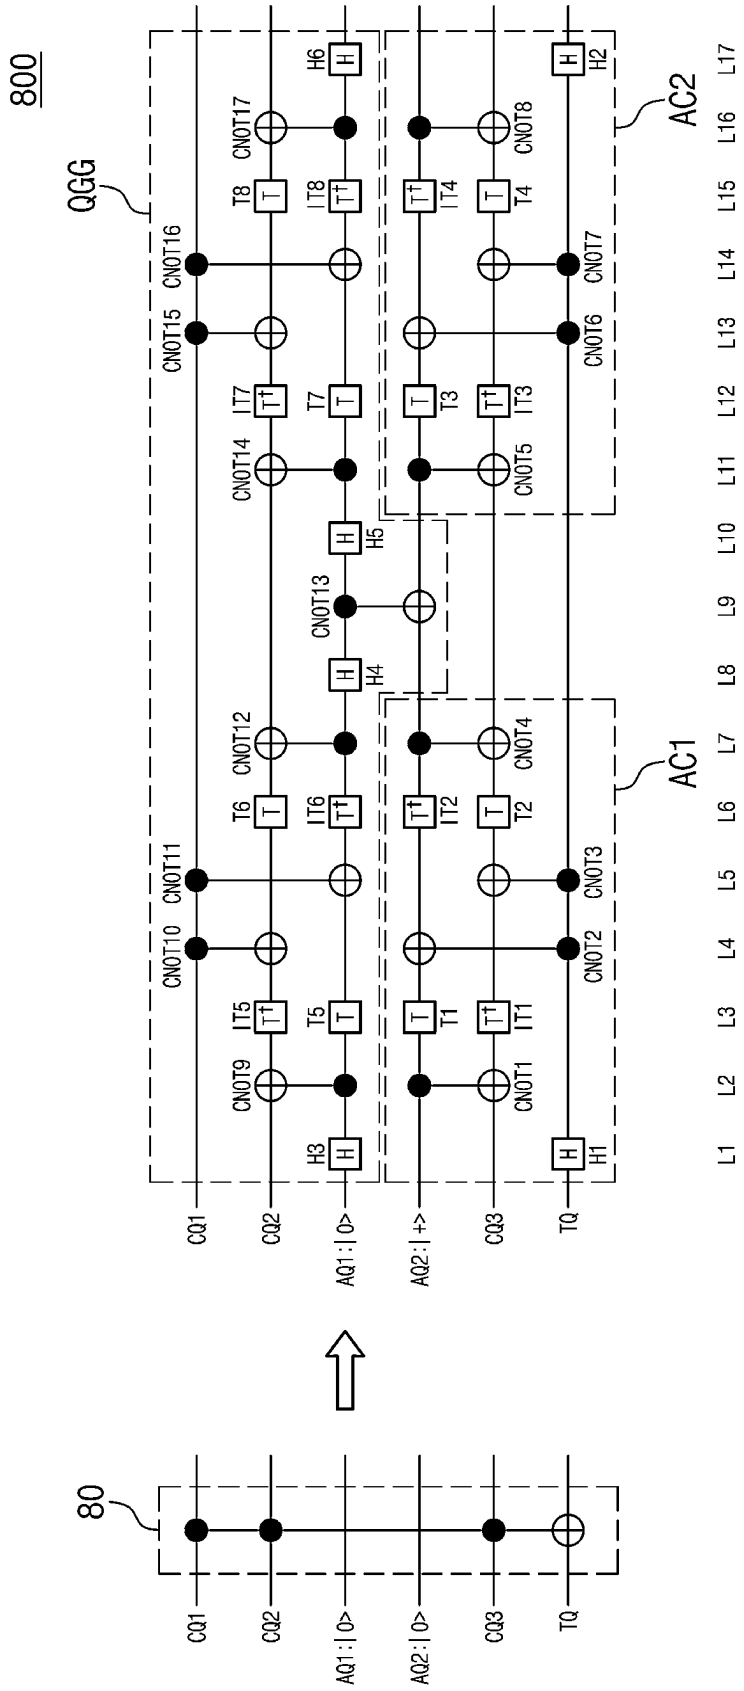 800
80
CQ1
CQ2
AQ1:|0>
AQ2:|0>
CQ3
TQ
QGG
CQ1
CQ2
AQ1:|0>
AQ2:|+>
CQ3
TQ
CNOT10
CNOT11
CNOT15
CNOT16
CNOT9
IT5
T†
T6
T
CNOT12
CNOT14
IT7
T†
T8
T
CNOT17
H3
H
T5
T
IT6
T†
H4
H
CNOT13
H5
H
T7
T
IT8
T†
H6
H
T
T1
T†
IT2
T
T3
T†
IT4
CNOT1
T†
IT1
T
T2
CNOT4
CNOT5
T†
IT3
T
T4
CNOT8
H
H1
CNOT2
CNOT3
CNOT6
CNOT7
H
H2
AC1
AC2
L1 L2 L3 L4 L5 L6 L7 L8 L9 L10 L11 L12 L13 L14 L15 L16 L17